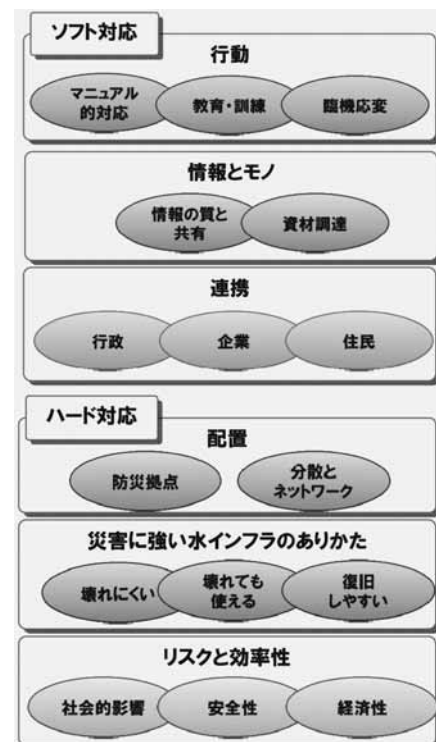 ソフト対応
行動
マニュアル
的対応
教育・訓練
臨機応変
情報とモノ
情報の質と
共有
資材調達
連携
行政
企業
住民
ハード対応
配置
防災拠点
分散と
ネットワーク
災害に強い水インフラのありかた
壊れにくい
壊れても
使える
復旧
しやすい
リスクと効率性
社会的影響
安全性
経済性